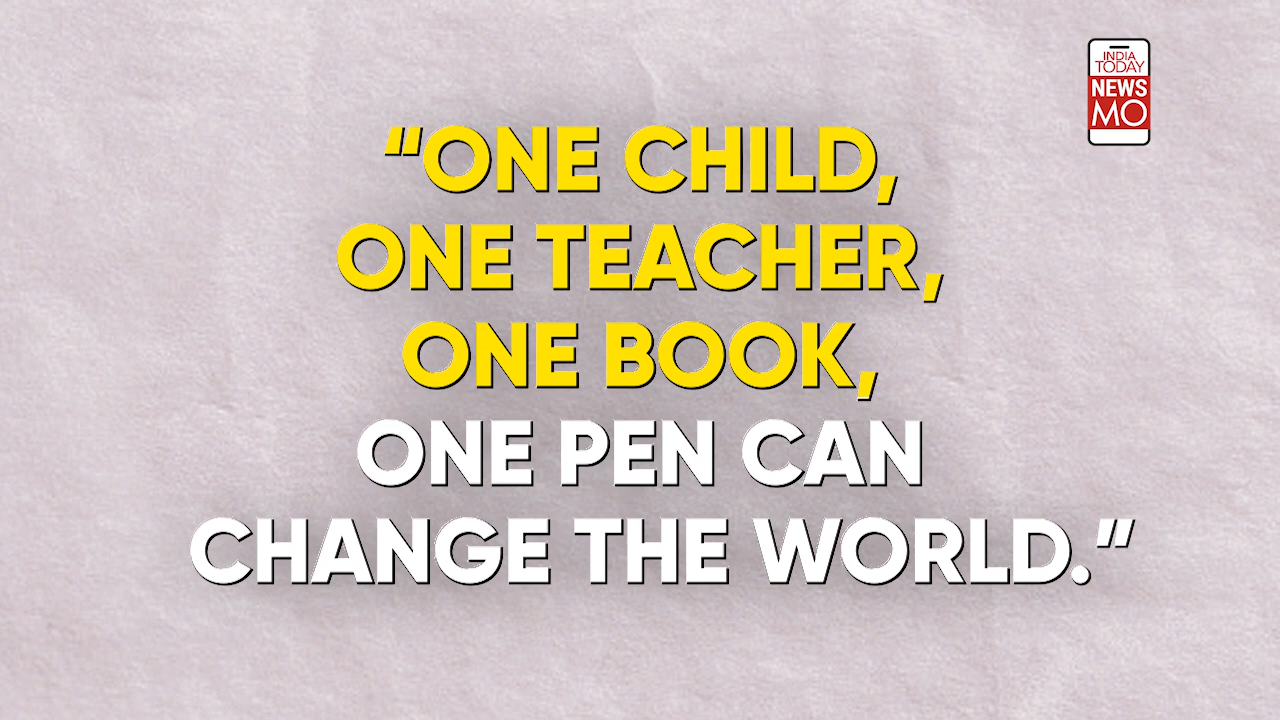 INDIA
TODAY
NEWS
MO
“ONE CHILD,
ONE TEACHER,
ONE BOOK,
ONE PEN CAN
CHANGE THE WORLD.”